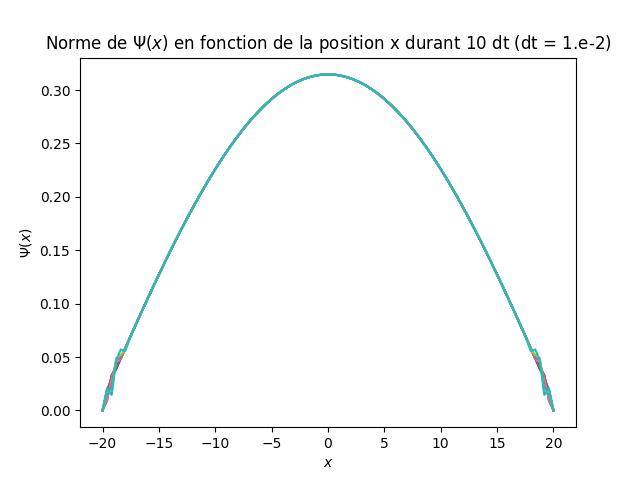 Norme de Ψ(x) en fonction de la position x durant 10 dt (dt = 1.e-2)
Ψ(x)
0.30
0.25
0.20
0.15
0.10
0.05
0.00
−20 −15 −10 −5 0 5 10 15 20
x